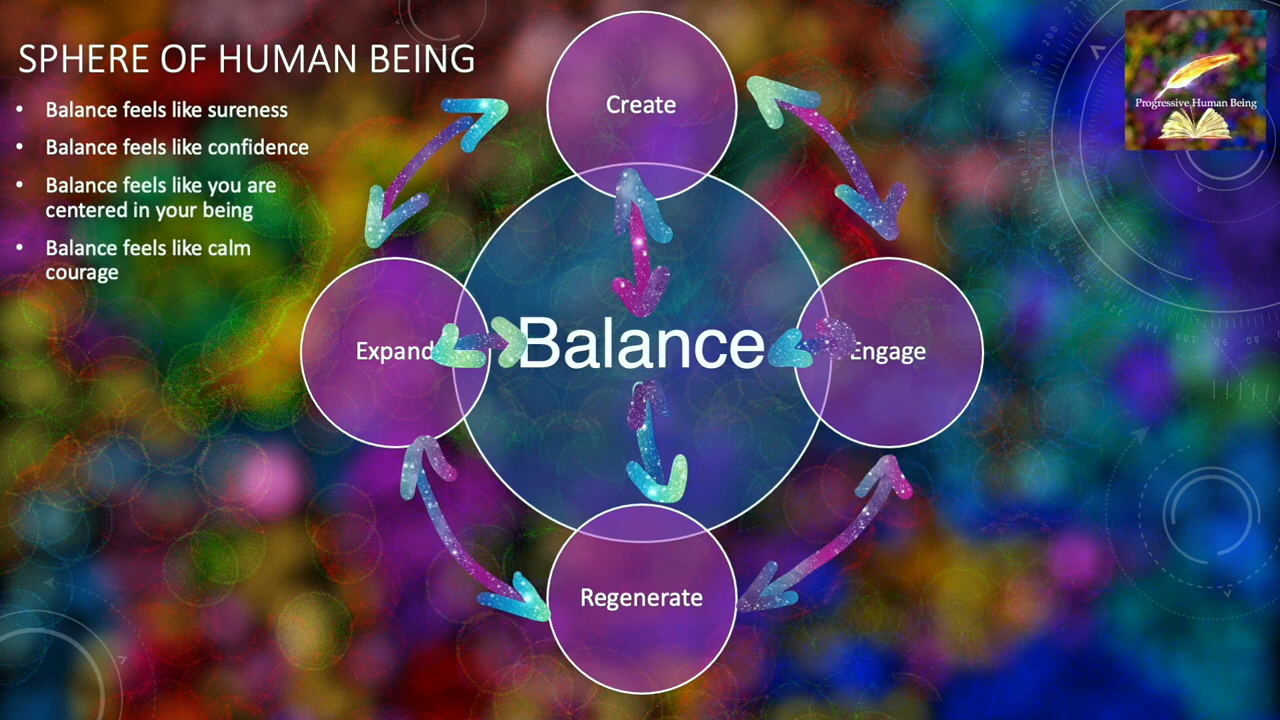 SPHERE OF HUMAN BEING
• Balance feels like sureness
• Balance feels like confidence
• Balance feels like you are
centered in your being
• Balance feels like calm
courage
Progressive Human Being
Create
Expand
Balance
Engage
Regenerate